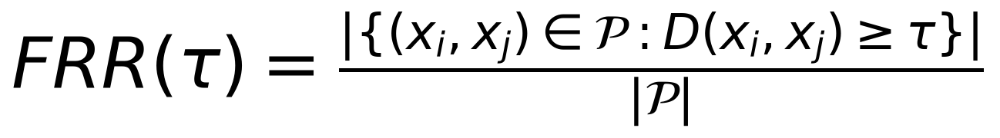 FRR(τ) = |{(x_i, x_j) ∈ 𝒫 : D(x_i, x_j) ≥ τ}| / |𝒫|